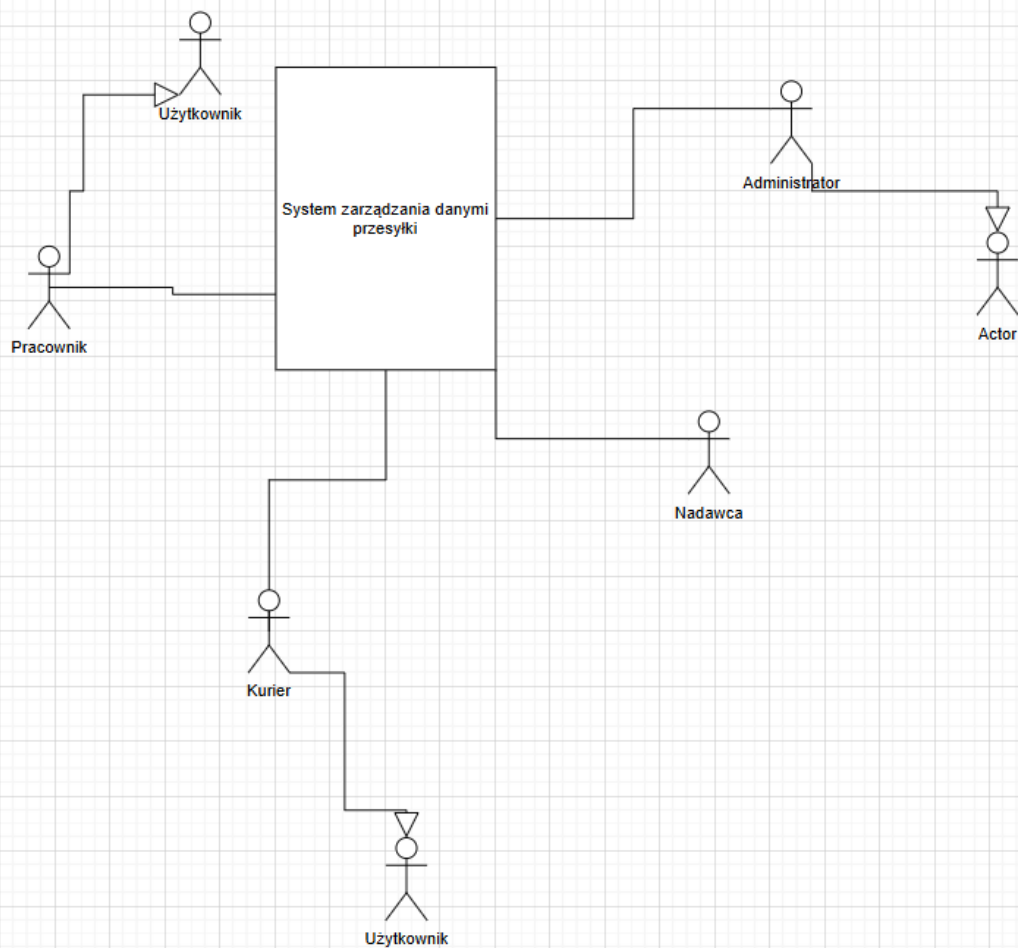 Użytkownik
Administrator
System zarządzania danymi
przesyłki
Actor
Pracownik
Nadawca
Kurier
Użytkownik